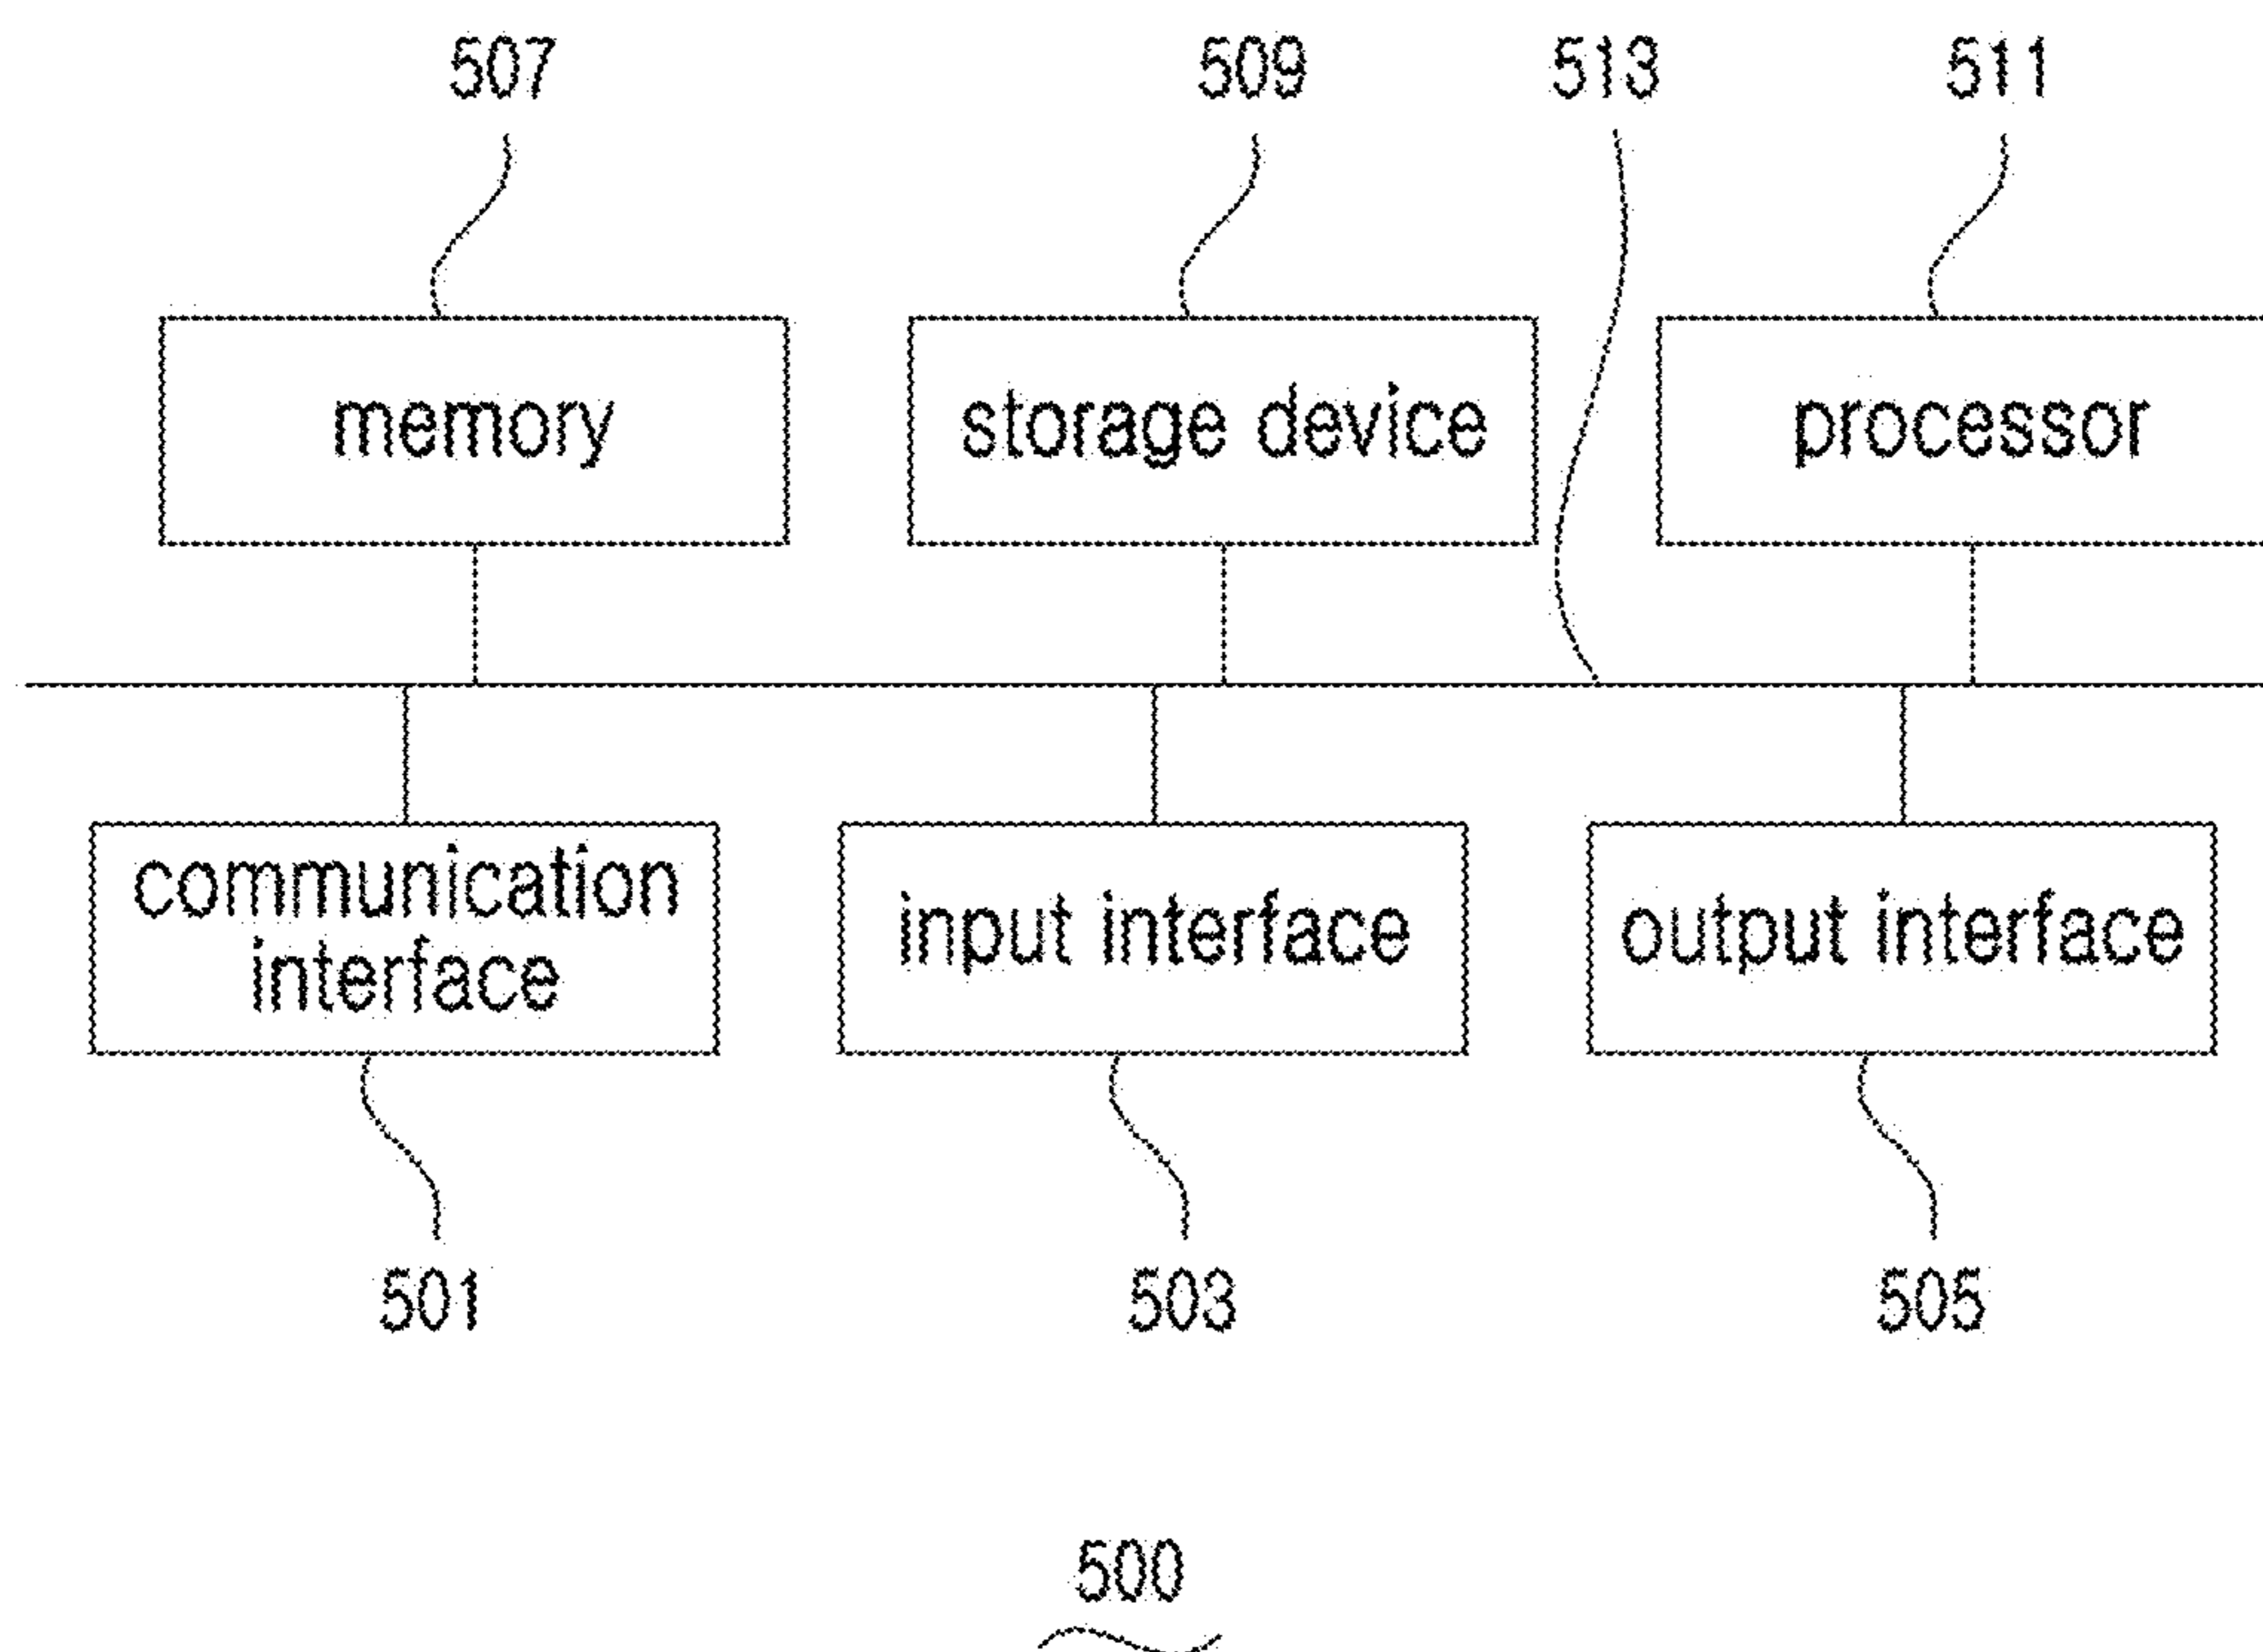 507 509 513 511
memory storage device processor
communication
interface
input interface
output interface
501 503 505
500